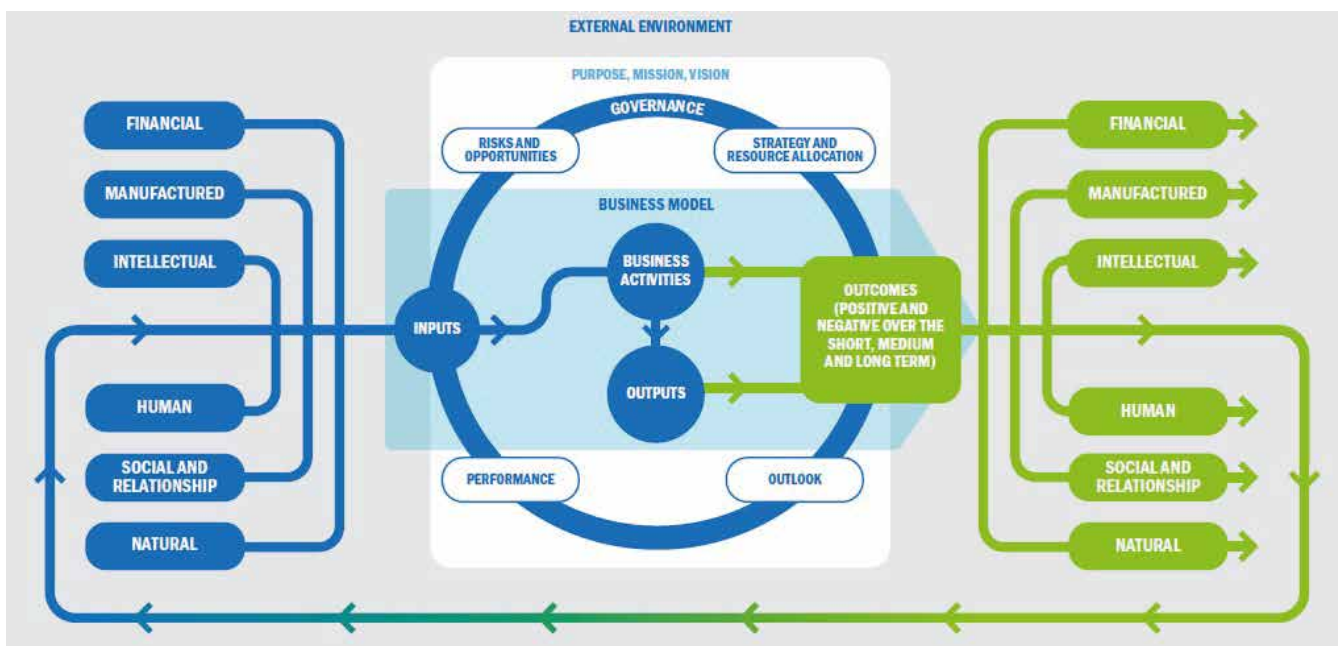 EXTERNAL ENVIRONMENT
PURPOSE, MISSION, VISION
GOVERNANCE
FINANCIAL
MANUFACTURED
INTELLECTUAL
HUMAN
SOCIAL AND
RELATIONSHIP
NATURAL
RISKS AND
OPPORTUNITIES
STRATEGY AND
RESOURCE ALLOCATION
BUSINESS MODEL
INPUTS
BUSINESS
ACTIVITIES
OUTPUTS
OUTCOMES
(POSITIVE AND
NEGATIVE OVER THE
SHORT, MEDIUM
AND LONG TERM)
PERFORMANCE
OUTLOOK
FINANCIAL
MANUFACTURED
INTELLECTUAL
HUMAN
SOCIAL AND
RELATIONSHIP
NATURAL